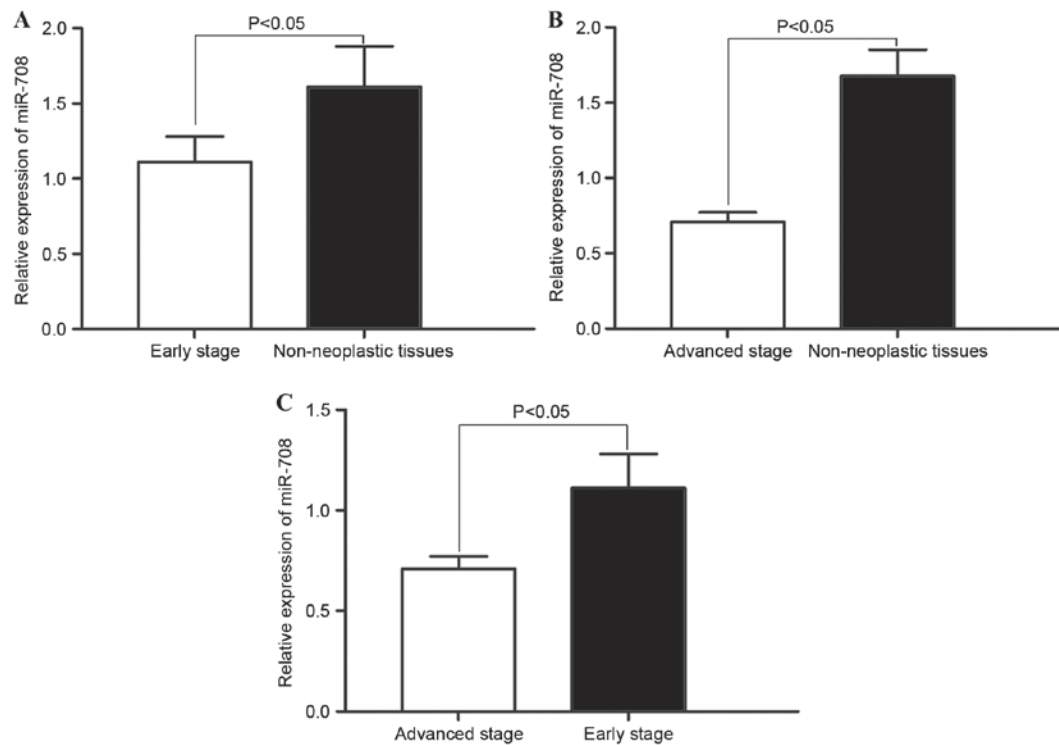 A
P<0.05
Relative expression of miR-708
2.0
1.5
1.0
0.5
0.0
Early stage
Non-neoplastic tissues
B
P<0.05
Relative expression of miR-708
2.0
1.5
1.0
0.5
0.0
Advanced stage
Non-neoplastic tissues
C
P<0.05
Relative expression of miR-708
1.5
1.0
0.5
0.0
Advanced stage
Early stage